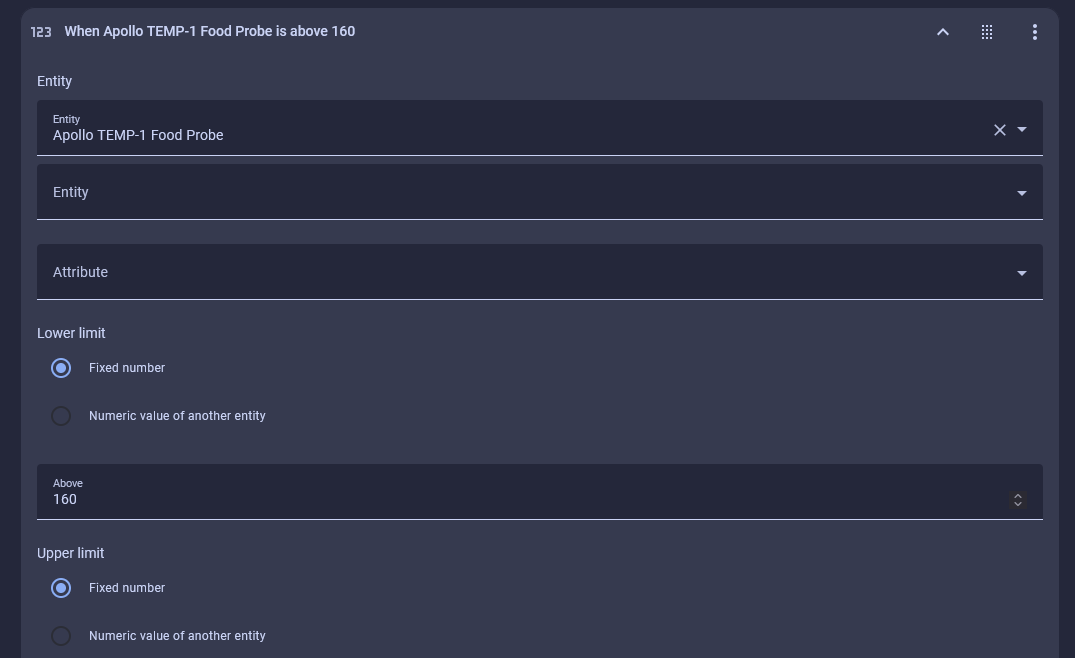 123 When Apollo TEMP-1 Food Probe is above 160
Entity
Entity
Apollo TEMP-1 Food Probe
Entity
Attribute
Lower limit
Fixed number
Numeric value of another entity
Above
160
Upper limit
Fixed number
Numeric value of another entity